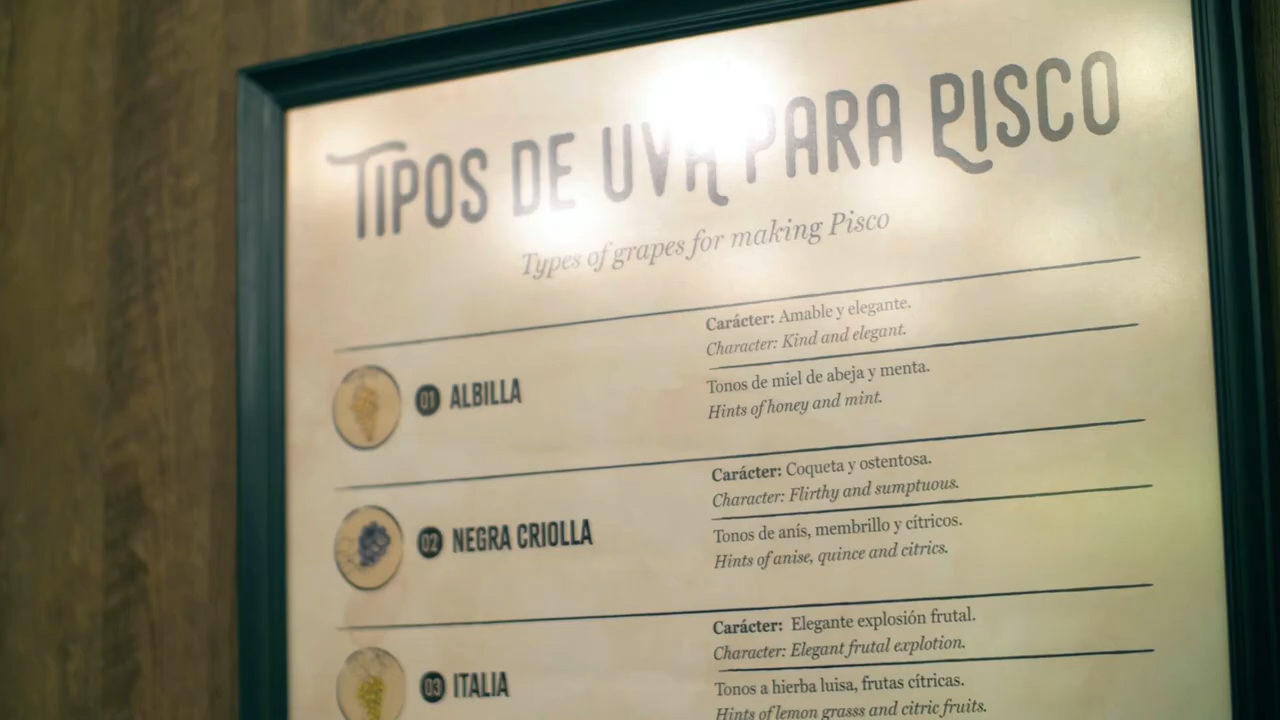 TIPOS DE UVA PARA PISCO
Types of grapes for making Pisco
01 ALBILLA
Carácter: Amable y elegante.
Character: Kind and elegant.
Tonos de miel de abeja y menta.
Hints of honey and mint.
02 NEGRA CRIOLLA
Carácter: Coqueta y ostentosa.
Character: Flirthy and sumptuous.
Tonos de anís, membrillo y cítricos.
Hints of anise, quince and citrics.
03 ITALIA
Carácter: Elegante explosión frutal.
Character: Elegant frutal explotion.
Tonos a hierba luisa, frutas cítricas.
Hints of lemon grasss and citric fruits.